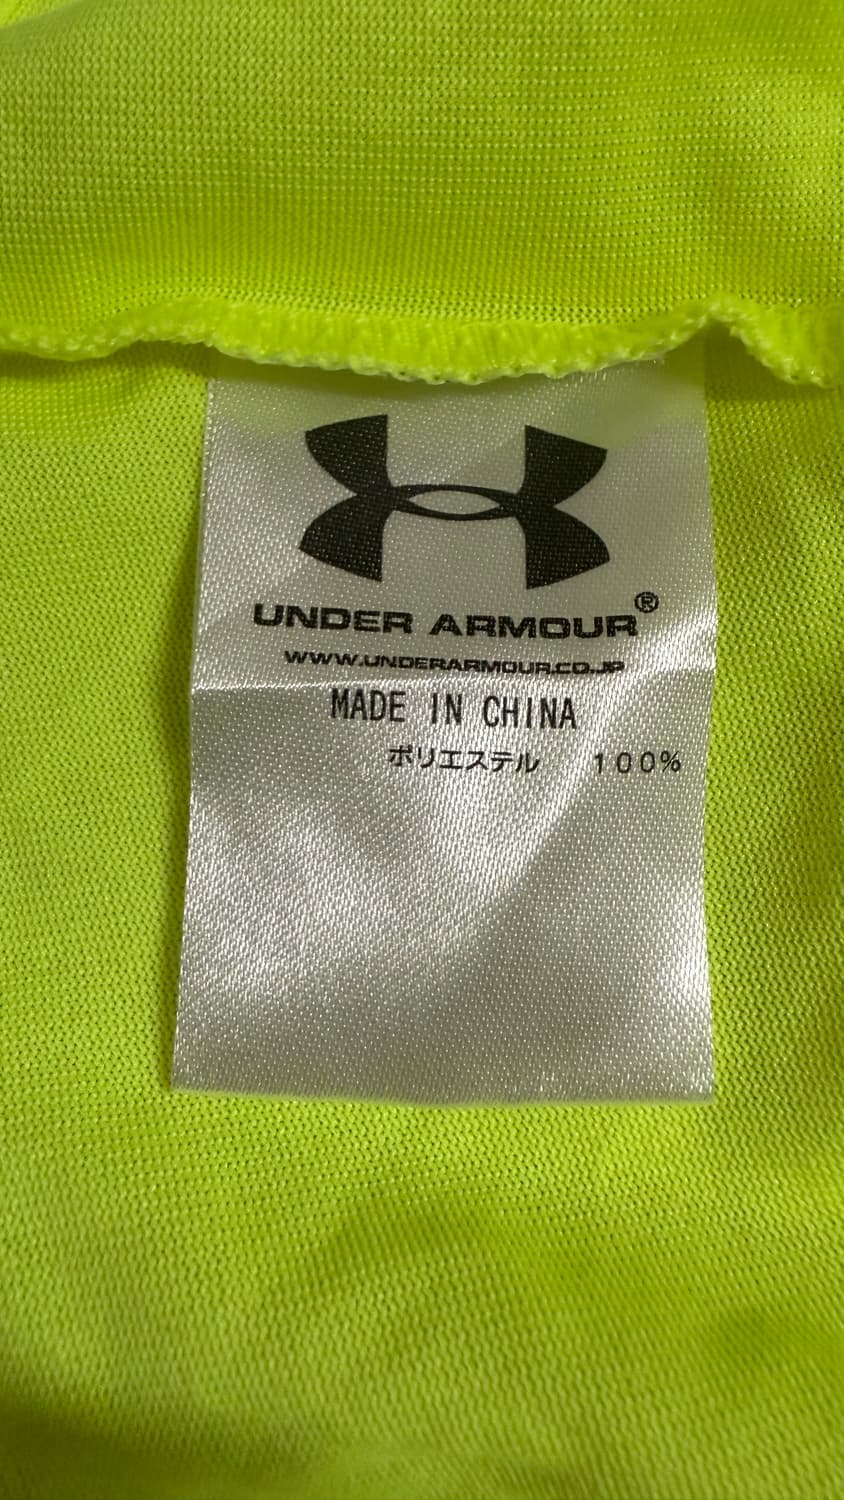 UNDER ARMOUR®
WWW.UNDERARMOUR.CO.JP
MADE IN CHINA
ポリエステル 100%